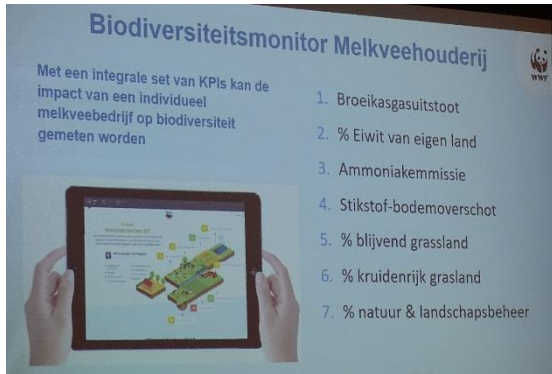 Biodiversiteitsmonitor Melkveehouderij
WWF
Met een integrale set van KPIs kan de
impact van een individueel
melkveebedrijf op biodiversiteit
gemeten worden
1. Broeikasgasuitstoot
2. % Eiwit van eigen land
3. Ammoniakemmissie
4. Stikstof-bodemoverschot
5. % blijvend grassland
6. % kruidenrijk grasland
7. % natuur & landschapsbeheer